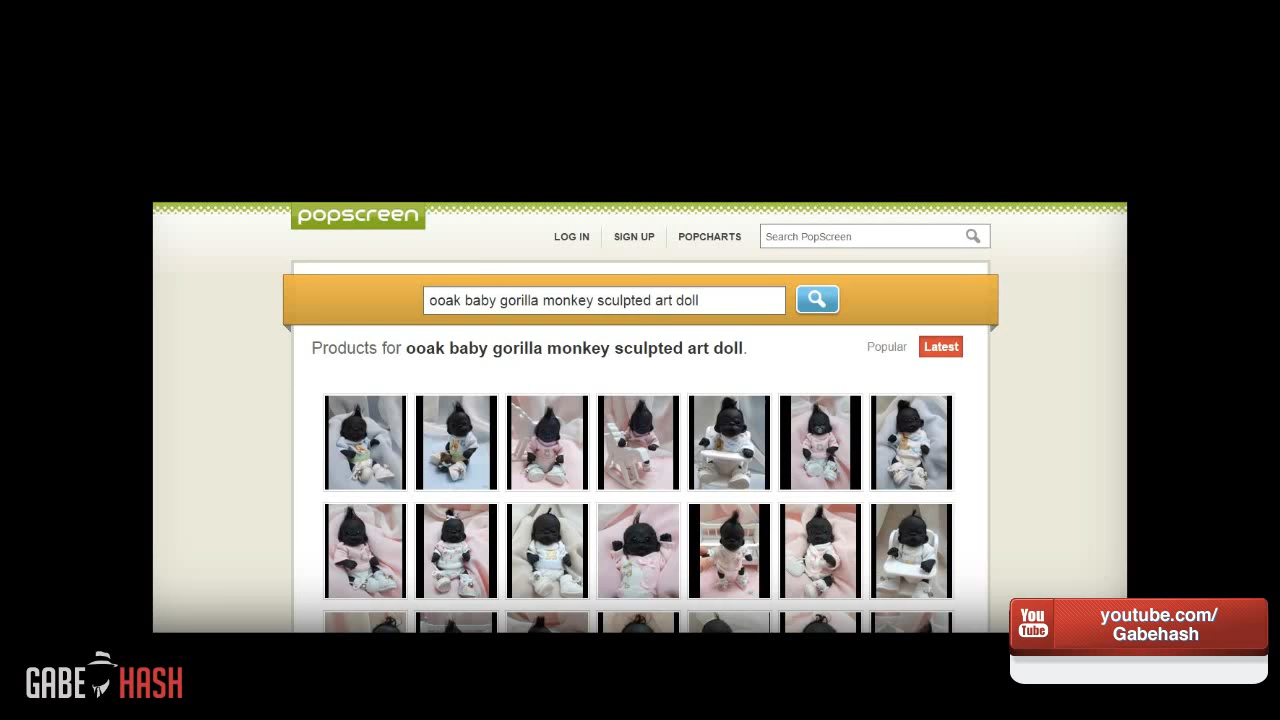 popscreen
LOG IN
SIGN UP
POPCHARTS
Search PopScreen
ooak baby gorilla monkey sculpted art doll
Products for ooak baby gorilla monkey sculpted art doll.
Popular
Latest
You
Tube
youtube.com/
Gabehash
GABE HASH